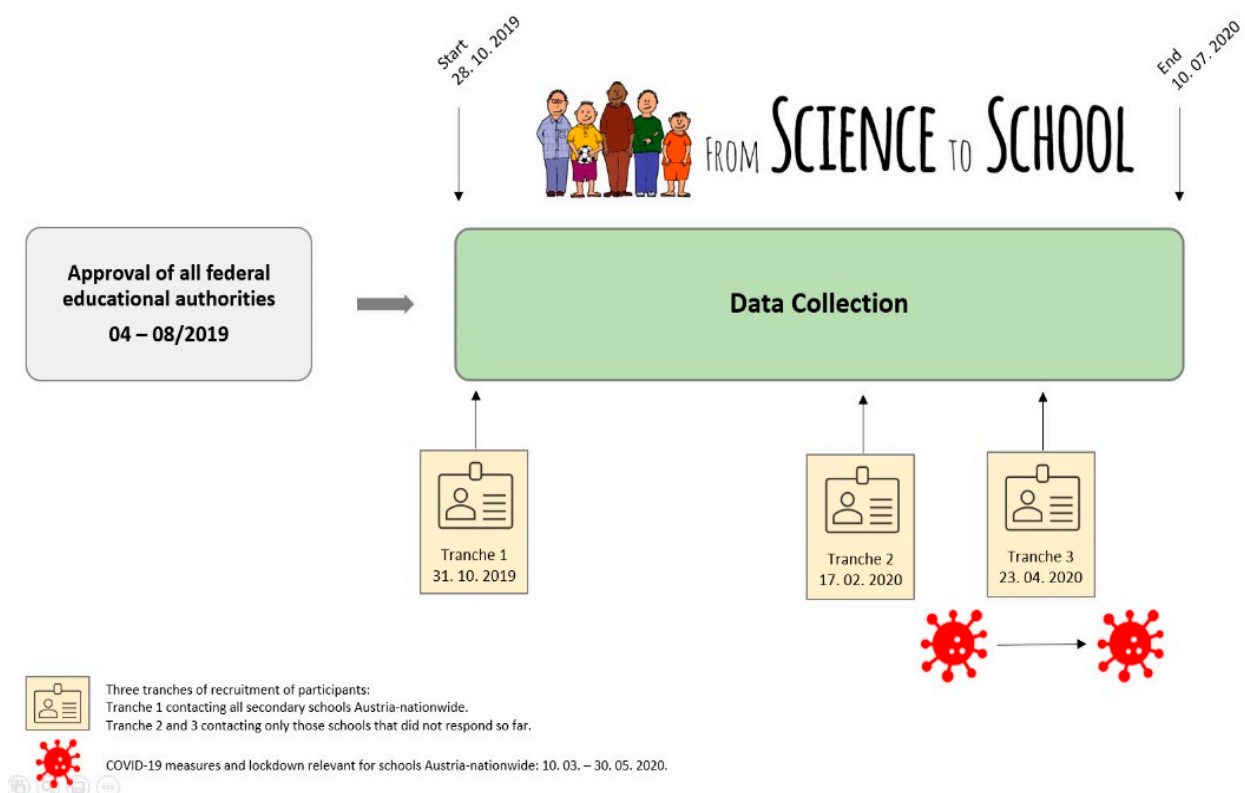 Start
28. 10. 2019
End
10. 07. 2020
FROM SCIENCE TO SCHOOL
Approval of all federal
educational authorities
04 – 08/2019
Data Collection
Tranche 1
31. 10. 2019
Tranche 2
17. 02. 2020
Tranche 3
23. 04. 2020
Three tranches of recruitment of participants:
Tranche 1 contacting all secondary schools Austria-nationwide.
Tranche 2 and 3 contacting only those schools that did not respond so far.
COVID-19 measures and lockdown relevant for schools Austria-nationwide: 10. 03. – 30. 05. 2020.